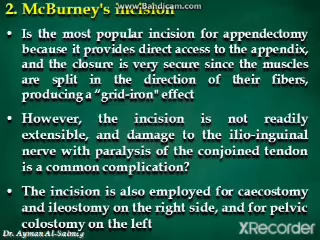 2. McBurney's incision
www.Bandicam.com
• Is the most popular incision for appendectomy
because it provides direct access to the appendix,
and the closure is very secure since the muscles
are split in the direction of their fibers,
producing a “grid-iron" effect
• However, the incision is not readily
extensible, and damage to the ilio-inguinal
nerve with paralysis of the conjoined tendon
is a common complication?
• The incision is also employed for caecostomy
and ileostomy on the right side, and for pelvic
colostomy on the left
XRecorder